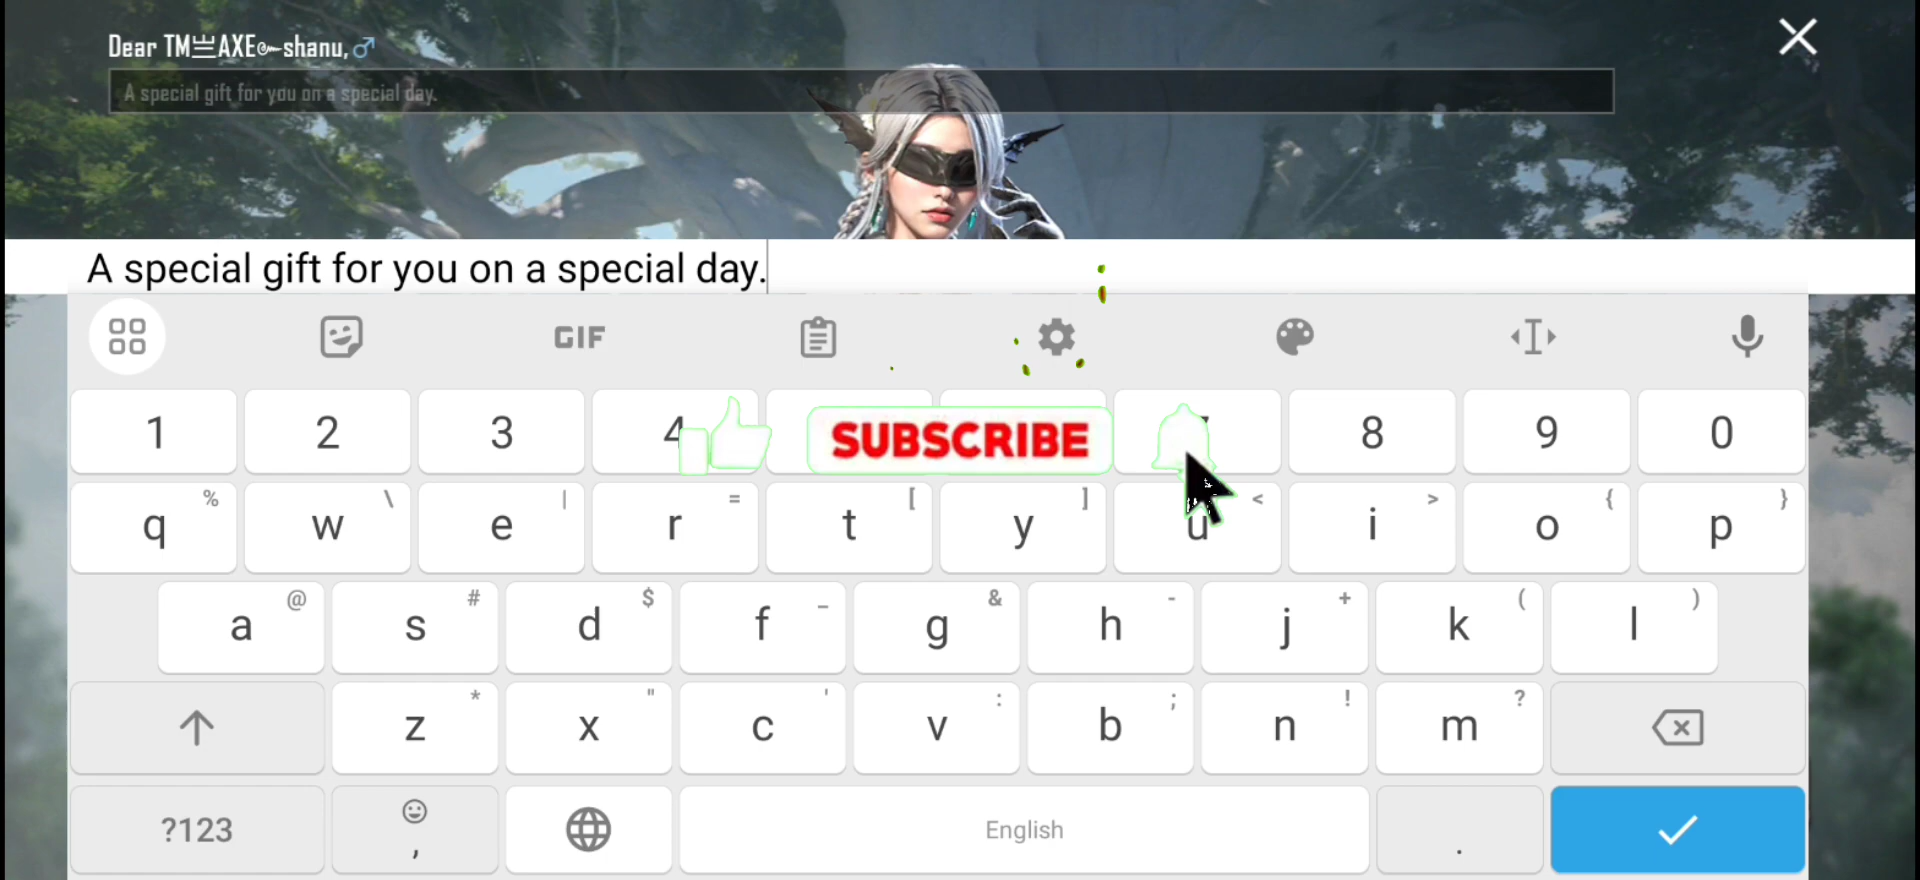 Dear TM亗AXE๛shanu,♂
A special gift for you on a special day.
A special gift for you on a special day.
GIF
1 2 3 4 8 9 0
SUBSCRIBE
% \ | = [ ] < > { }
q w e r t y u i o p
@ # $ _ & - + ( )
a s d f g h j k l
* " ' : ; ! ?
z x c v b n m
?123 , English .